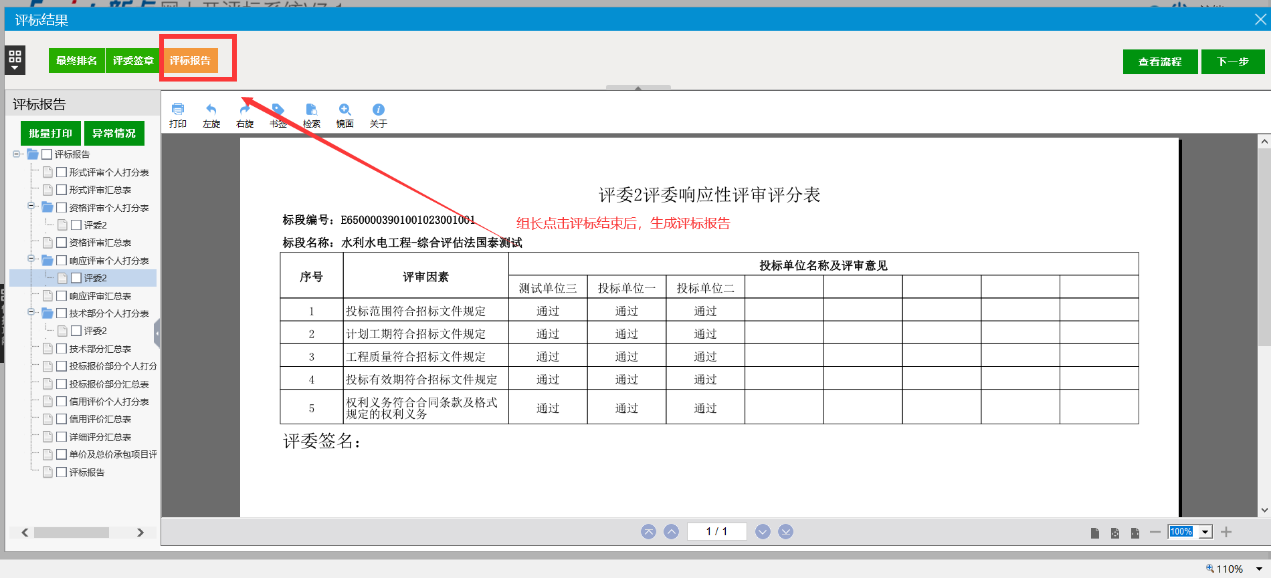 评标结果
最终排名 评委签章 评标报告 查看流程 下一步
评标报告
批量打印 异常情况
打印 左旋 右旋 书签 检索 镜面 关于
评标报告
形式评审个人打分表
形式评审汇总表
资格评审个人打分表
评委2
资格评审汇总表
响应评审个人打分表
评委2
响应评审汇总表
技术部分个人打分表
评委2
技术部分汇总表
投标报价部分个人打分
投标报价部分汇总表
信用评价个人打分表
信用评价汇总表
详细评分汇总表
单价及总价承包项目评
评标报告
评委2评委响应性评审评分表
标段编号：E6500003901001023001001
组长点击评标结束后，生成评标报告
标段名称：水利水电工程-综合评估法国泰测试
序号 评审因素 投标单位名称及评审意见
测试单位三 投标单位一 投标单位二
1 投标范围符合招标文件规定 通过 通过 通过
2 计划工期符合招标文件规定 通过 通过 通过
3 工程质量符合招标文件规定 通过 通过 通过
4 投标有效期符合招标文件规定 通过 通过 通过
5 权利义务符合合同条款及格式 通过 通过 通过
规定的权利义务
评委签名：
1 / 1
100%
110%